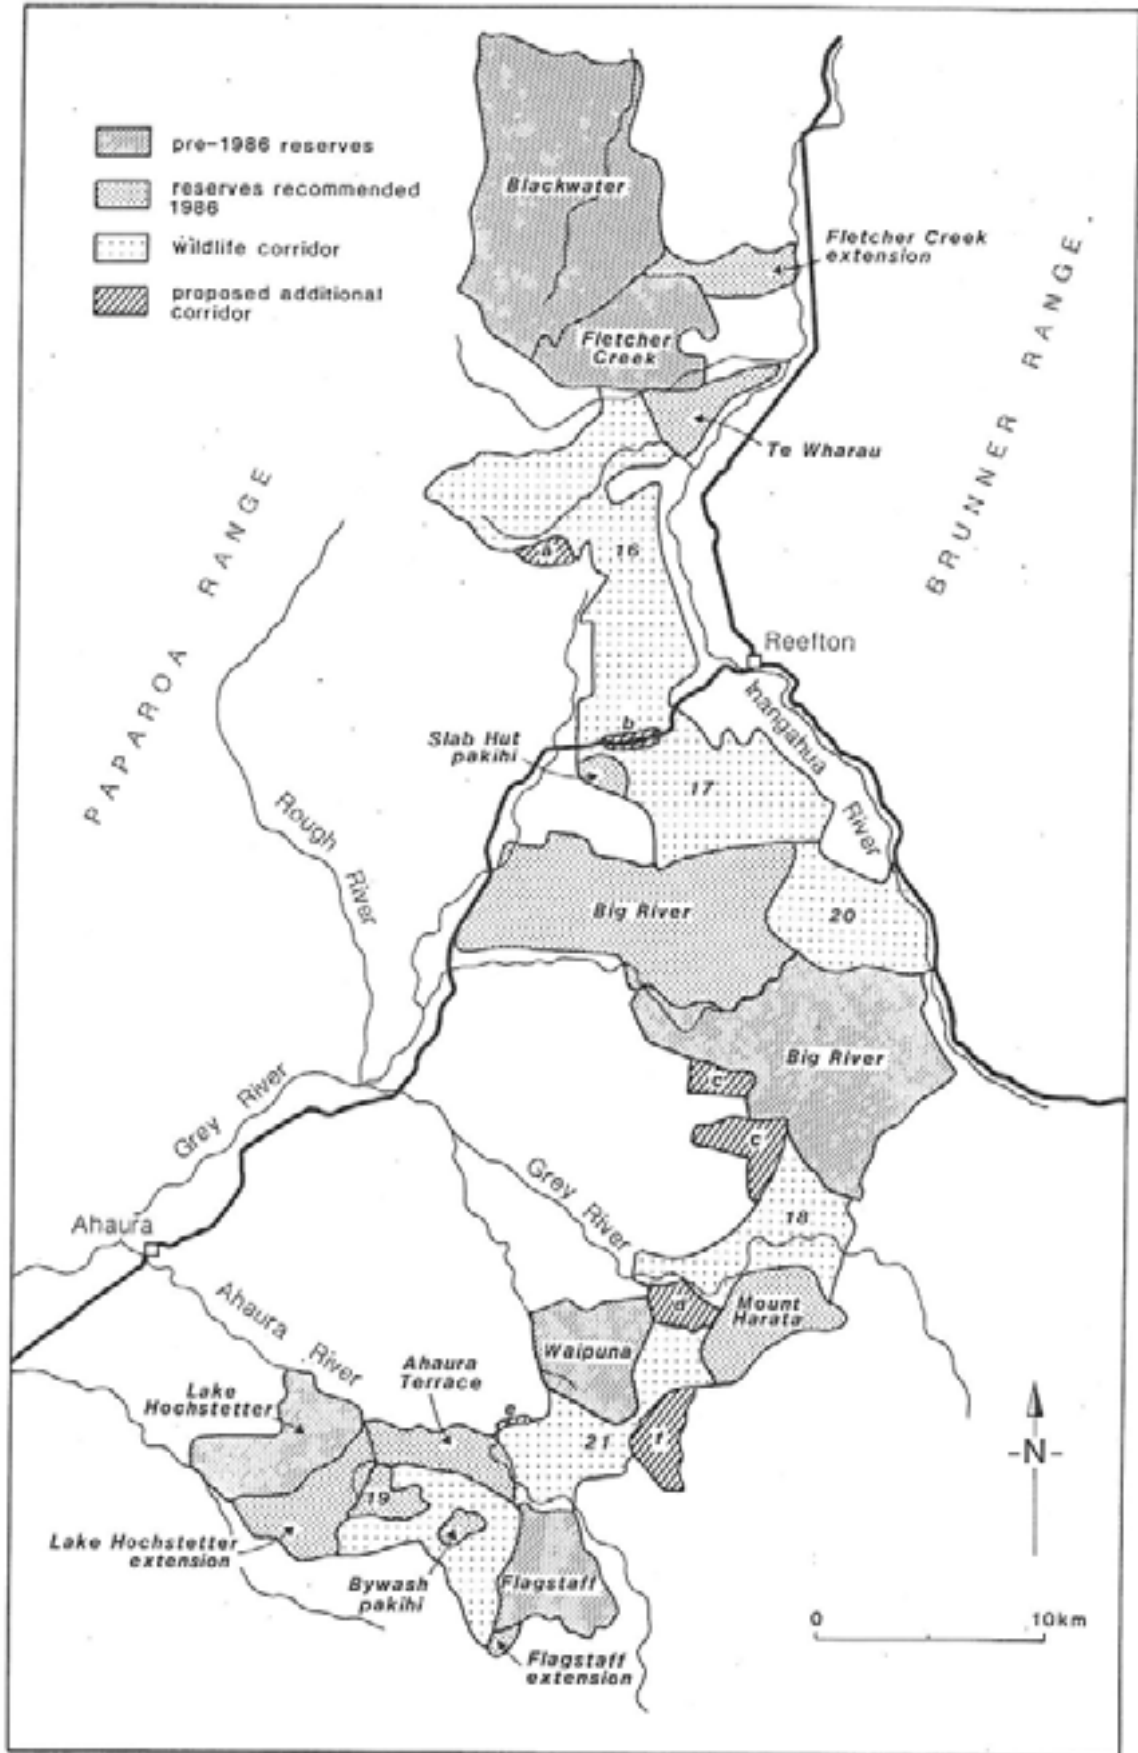 pre-1986 reserves
reserves recommended
1986
wildlife corridor
proposed additional
corridor
Blackwater
Fletcher Creek
extension
Fletcher
Creek
Te Wharau
PAPAROA RANGE
BRUNNER RANGE
a
16
Reefton
Inangahua
River
b
Slab Hut
pakihi
17
Rough
River
Big River
20
Big River
c
c
Grey River
Grey River
18
Ahaura
Ahaura
River
d
Mount
Harata
Waipuna
Ahaura
Terrace
Lake
Hochstetter
e
21
f
-N-
19
Lake Hochstetter
extension
Bywash
pakihi
Flagstaff
Flagstaff
extension
0
10km